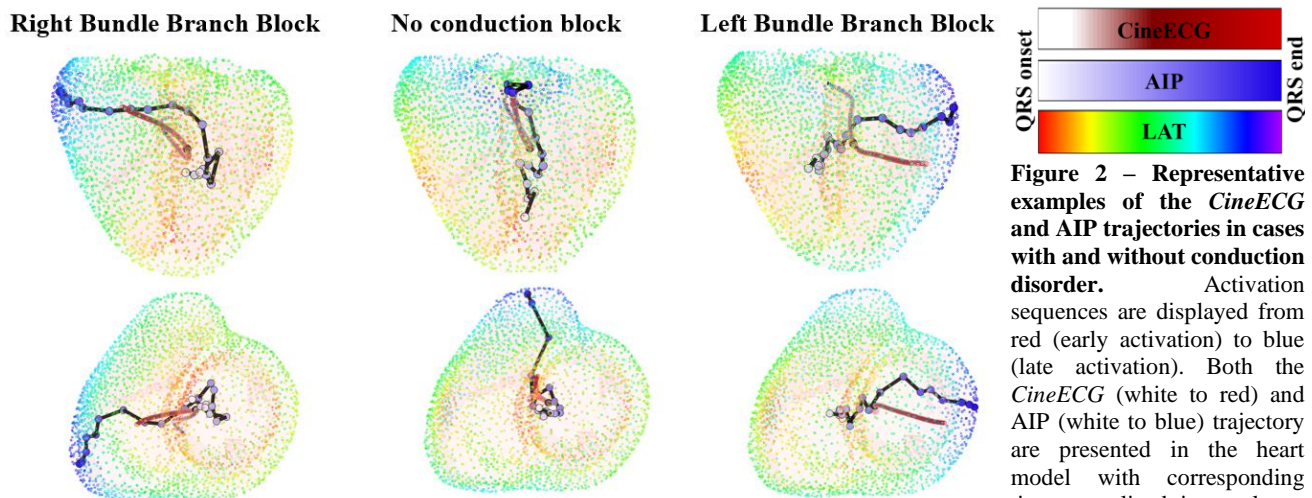 Right Bundle Branch Block
No conduction block
Left Bundle Branch Block
QRS onset
CineECG
AIP
LAT
QRS end
Figure 2 – Representative
examples of the CineECG
and AIP trajectories in cases
with and without conduction
disorder. Activation
sequences are displayed from
red (early activation) to blue
(late activation). Both the
CineECG (white to red) and
AIP (white to blue) trajectory
are presented in the heart
model with corresponding